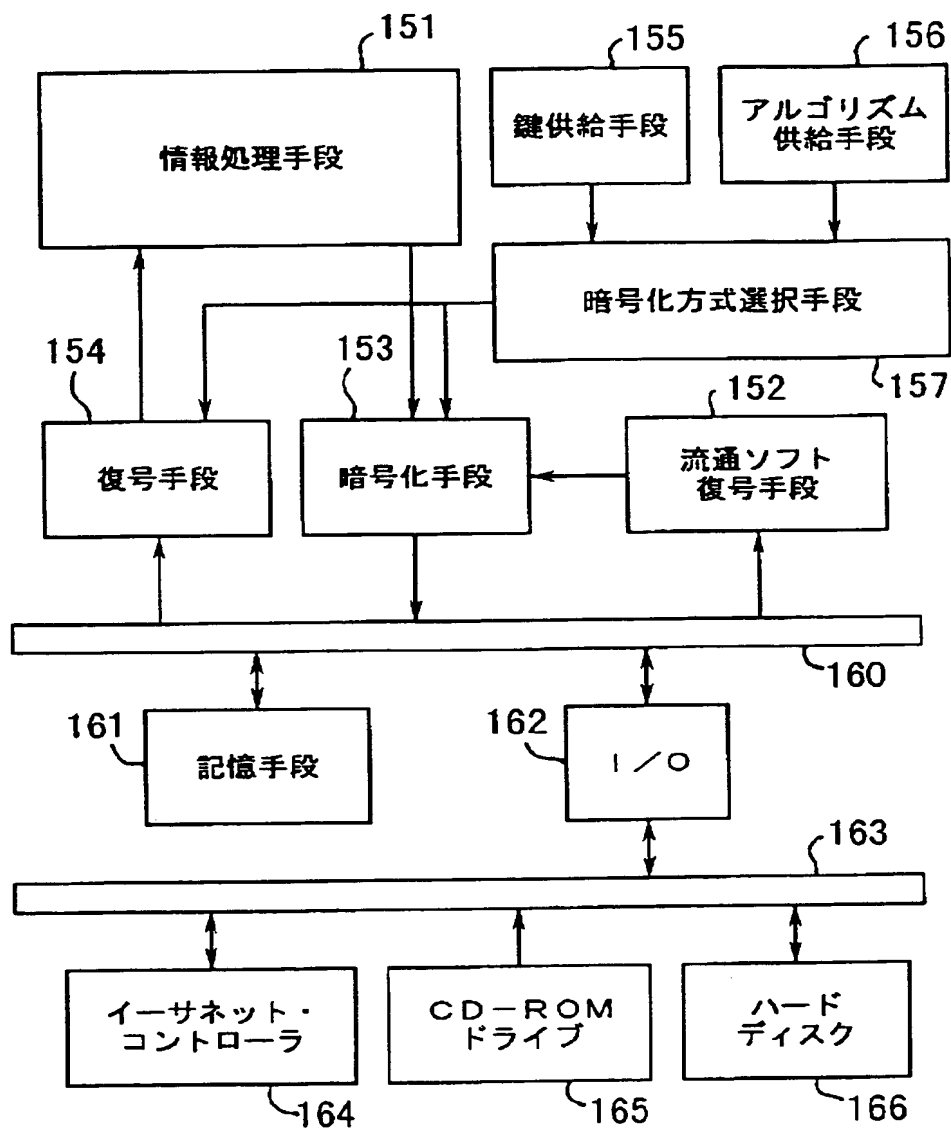 151
155
156
情報処理手段
鍵供給手段
アルゴリズム
供給手段
暗号化方式選択手段
157
154
153
152
復号手段
暗号化手段
流通ソフト
復号手段
160
161
162
記憶手段
I/O
163
イーサネット・
コントローラ
CD-ROM
ドライブ
ハード
ディスク
164
165
166